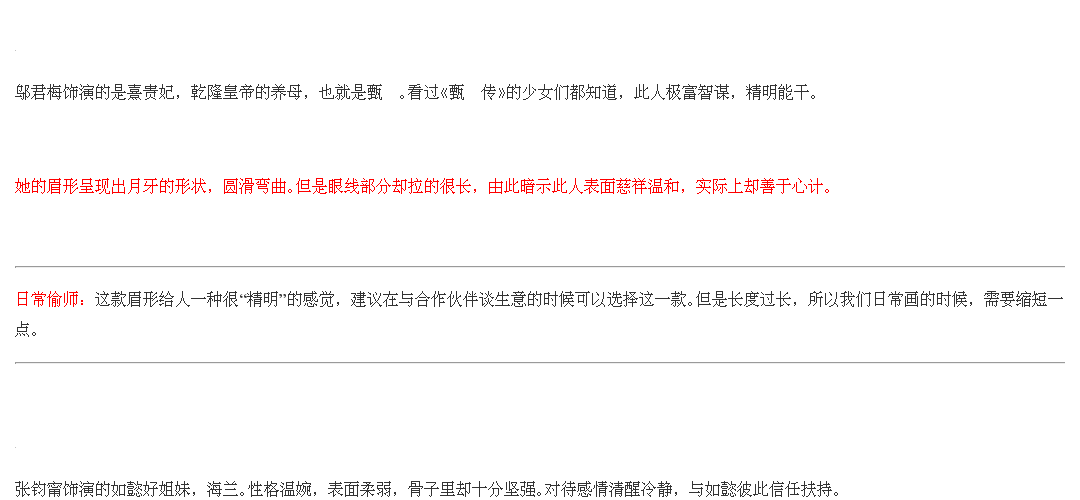 邬君梅饰演的是熹贵妃，乾隆皇帝的养母，也就是甄　。看过《甄　传》的少女们都知道，此人极富智谋，精明能干。
她的眉形呈现出月牙的形状，圆滑弯曲。但是眼线部分却拉的很长，由此暗示此人表面慈祥温和，实际上却善于心计。
日常偷师：这款眉形给人一种很“精明”的感觉，建议在与合作伙伴谈生意的时候可以选择这一款。但是长度过长，所以我们日常画的时候，需要缩短一
点。
张钧甯饰演的如懿好姐妹，海兰。性格温婉，表面柔弱，骨子里却十分坚强。对待感情清醒冷静，与如懿彼此信任扶持。